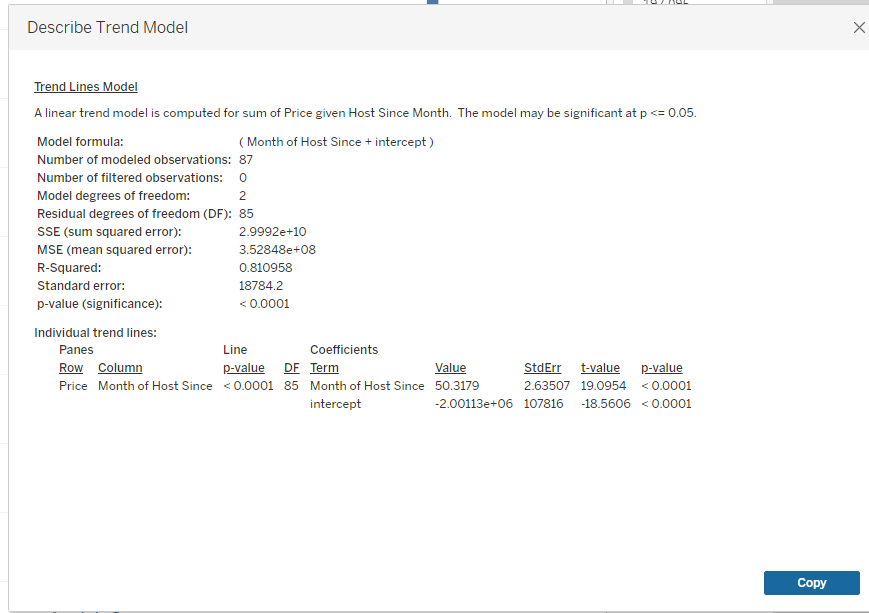 Describe Trend Model
Trend Lines Model
A linear trend model is computed for sum of Price given Host Since Month. The model may be significant at p <= 0.05.
Model formula: ( Month of Host Since + intercept )
Number of modeled observations: 87
Number of filtered observations: 0
Model degrees of freedom: 2
Residual degrees of freedom (DF): 85
SSE (sum squared error): 2.9992e+10
MSE (mean squared error): 3.52848e+08
R-Squared: 0.810958
Standard error: 18784.2
p-value (significance): < 0.0001
Individual trend lines:
Panes Line Coefficients
Row Column p-value DF Term Value StdErr t-value p-value
Price Month of Host Since < 0.0001 85 Month of Host Since 50.3179 2.63507 19.0954 < 0.0001
intercept -2.00113e+06 107816 -18.5606 < 0.0001
Copy